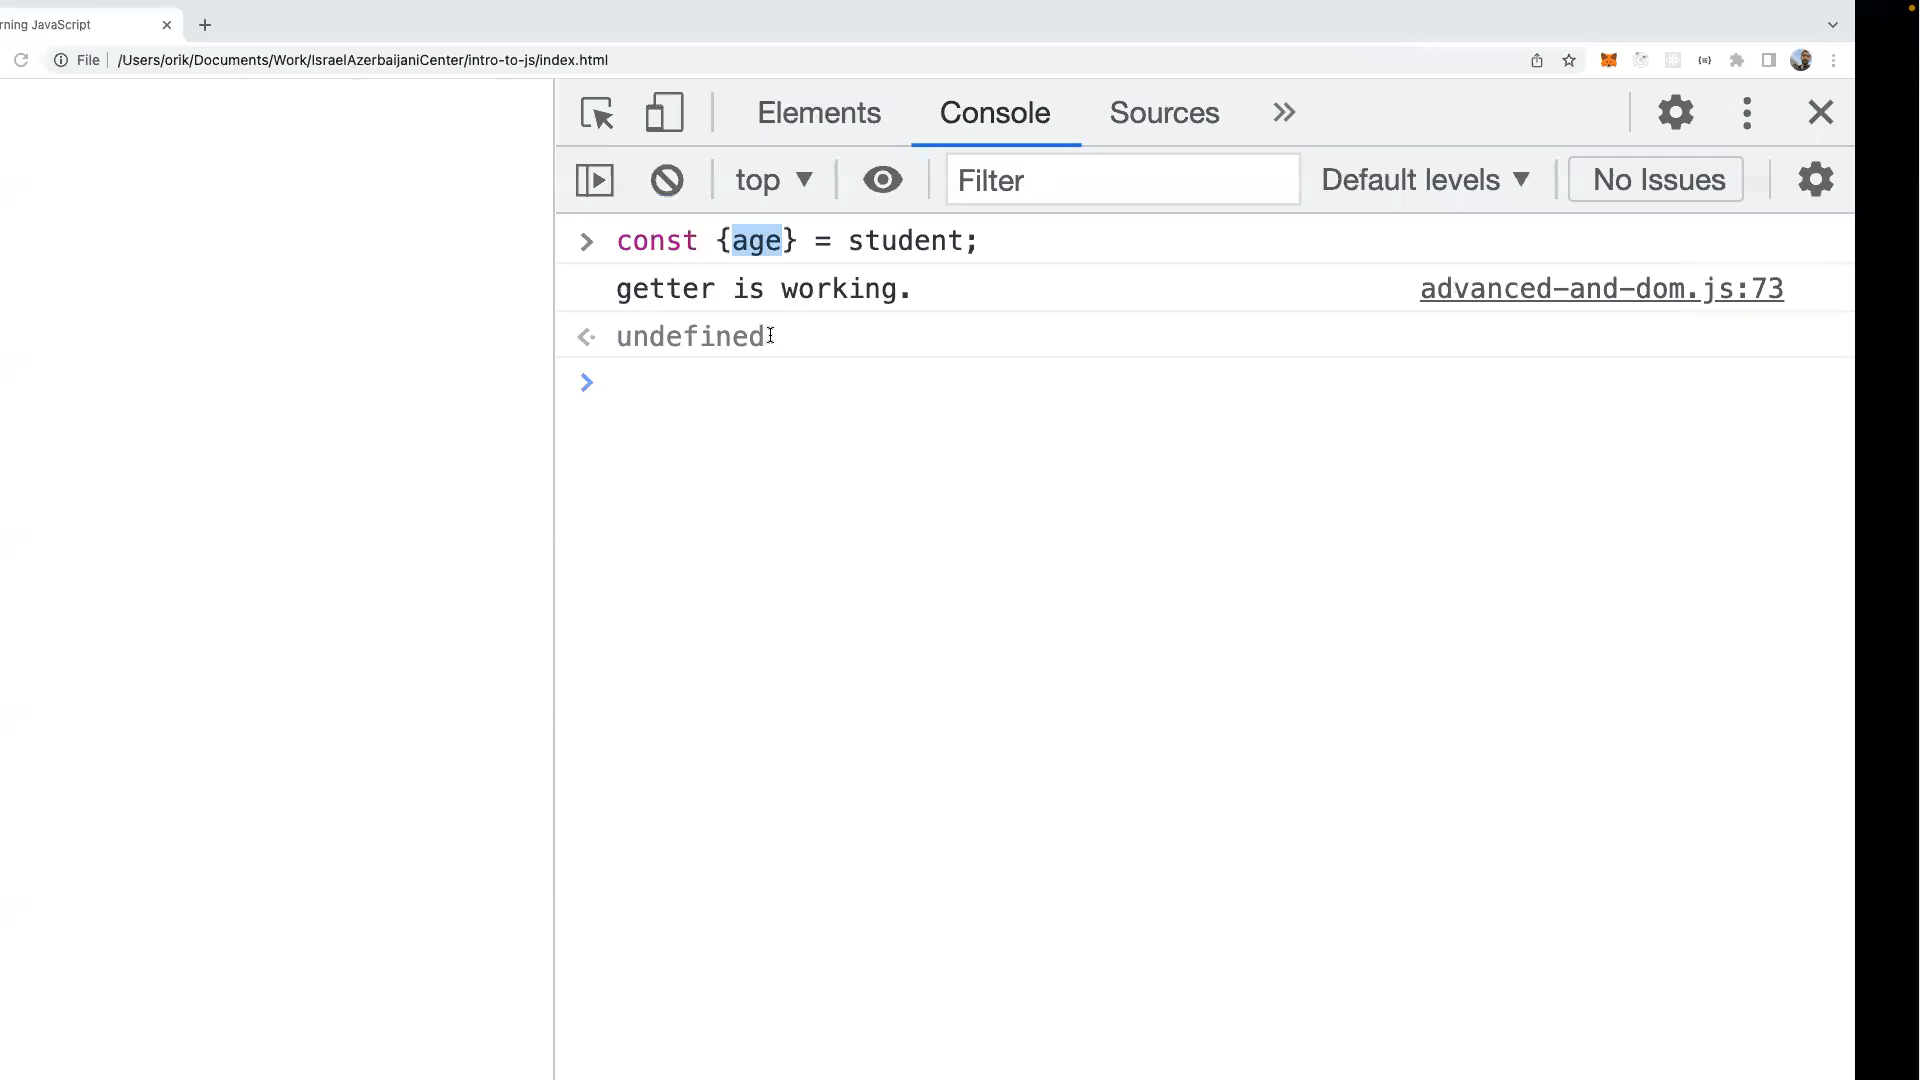 rning JavaScript
File /Users/orik/Documents/Work/IsraelAzerbaijaniCenter/intro-to-js/index.html
Elements Console Sources
top Filter Default levels No Issues
const {age} = student;
getter is working. advanced-and-dom.js:73
undefined